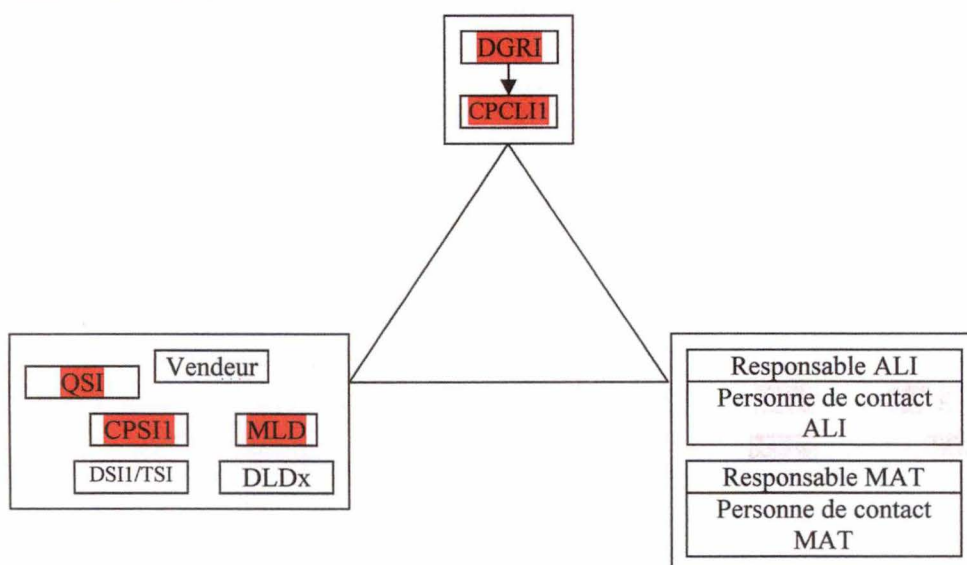 DGRI
CPCLI1
Vendeur
QSI
CPSI1
MLD
DSI1/TSI
DLDx
Responsable ALI
Personne de contact
ALI
Responsable MAT
Personne de contact
MAT